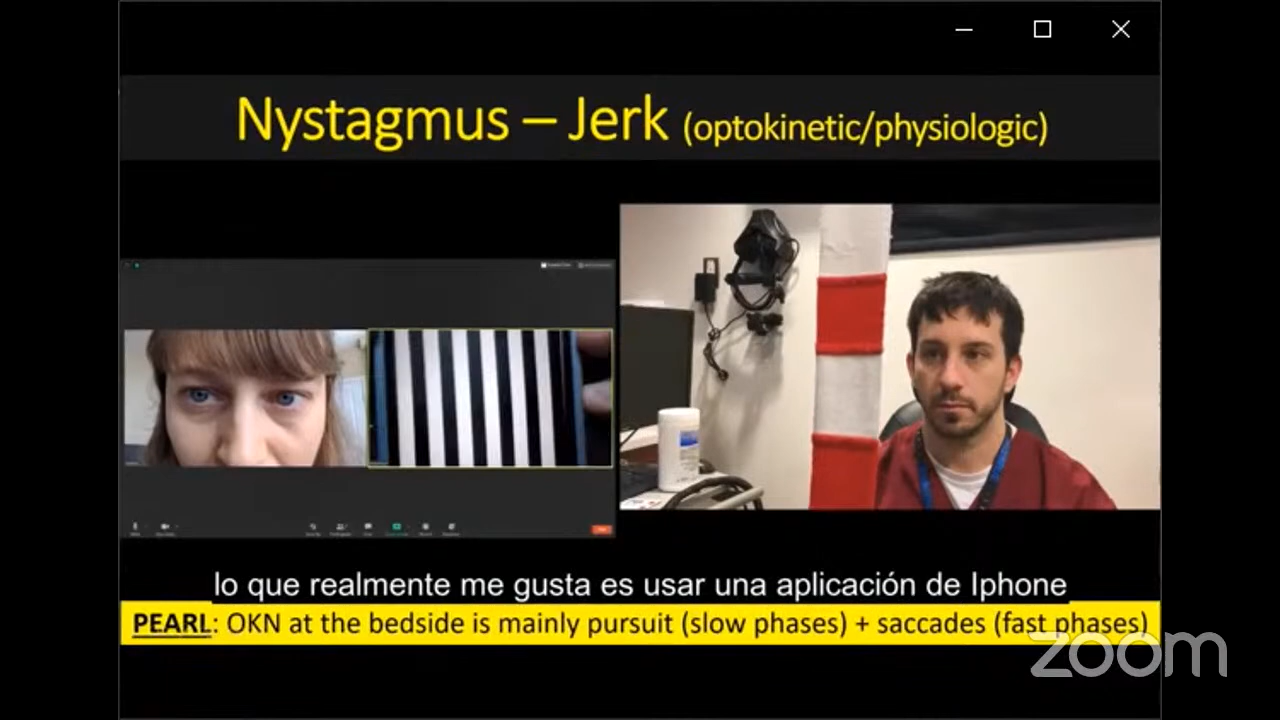 Nystagmus – Jerk (optokinetic/physiologic)
lo que realmente me gusta es usar una aplicación de Iphone
PEARL: OKN at the bedside is mainly pursuit (slow phases) + saccades (fast phases)
zoom